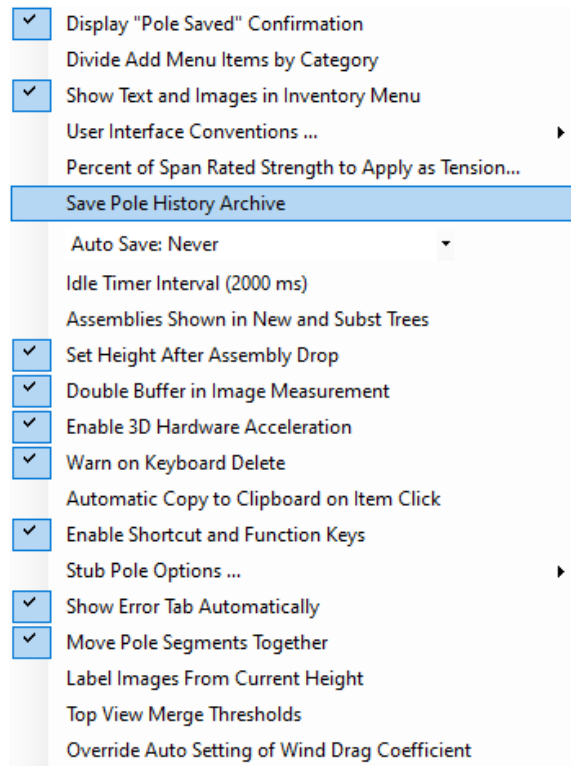 Display "Pole Saved" Confirmation
Divide Add Menu Items by Category
Show Text and Images in Inventory Menu
User Interface Conventions ...
Percent of Span Rated Strength to Apply as Tension...
Save Pole History Archive
Auto Save: Never
Idle Timer Interval (2000 ms)
Assemblies Shown in New and Subst Trees
Set Height After Assembly Drop
Double Buffer in Image Measurement
Enable 3D Hardware Acceleration
Warn on Keyboard Delete
Automatic Copy to Clipboard on Item Click
Enable Shortcut and Function Keys
Stub Pole Options ...
Show Error Tab Automatically
Move Pole Segments Together
Label Images From Current Height
Top View Merge Thresholds
Override Auto Setting of Wind Drag Coefficient